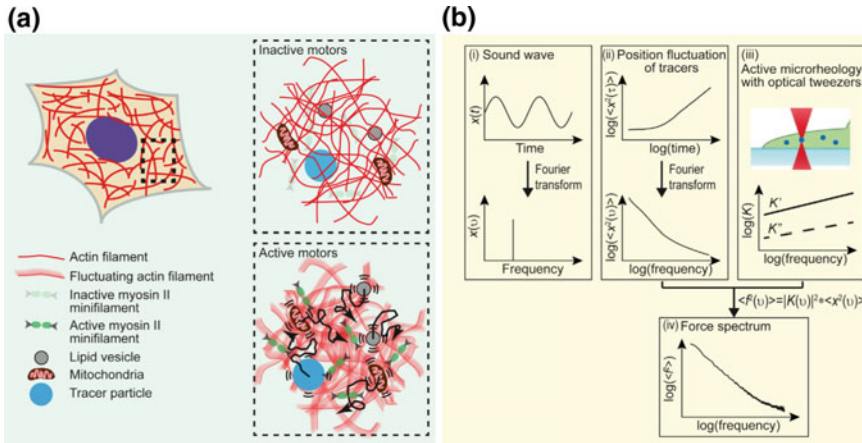 (a)
Inactive motors
Active motors
Actin filament
Fluctuating actin filament
Inactive myosin II
minifilament
Active myosin II
minifilament
Lipid vesicle
Mitochondria
Tracer particle
(b)
(i) Sound wave
x(t)
Time
Fourier
transform
x(υ)
Frequency
(ii) Position fluctuation
of tracers
log(<x²(τ)>)
log(time)
Fourier
transform
log(<x²(υ)>)
log(frequency)
(iii)
Active microrheology
with optical tweezers
log(K)
K'
K"
log(frequency)
<f²(υ)>=|K(υ)|²*<x²(υ)>
(iv) Force spectrum
log(<f²>)
log(frequency)